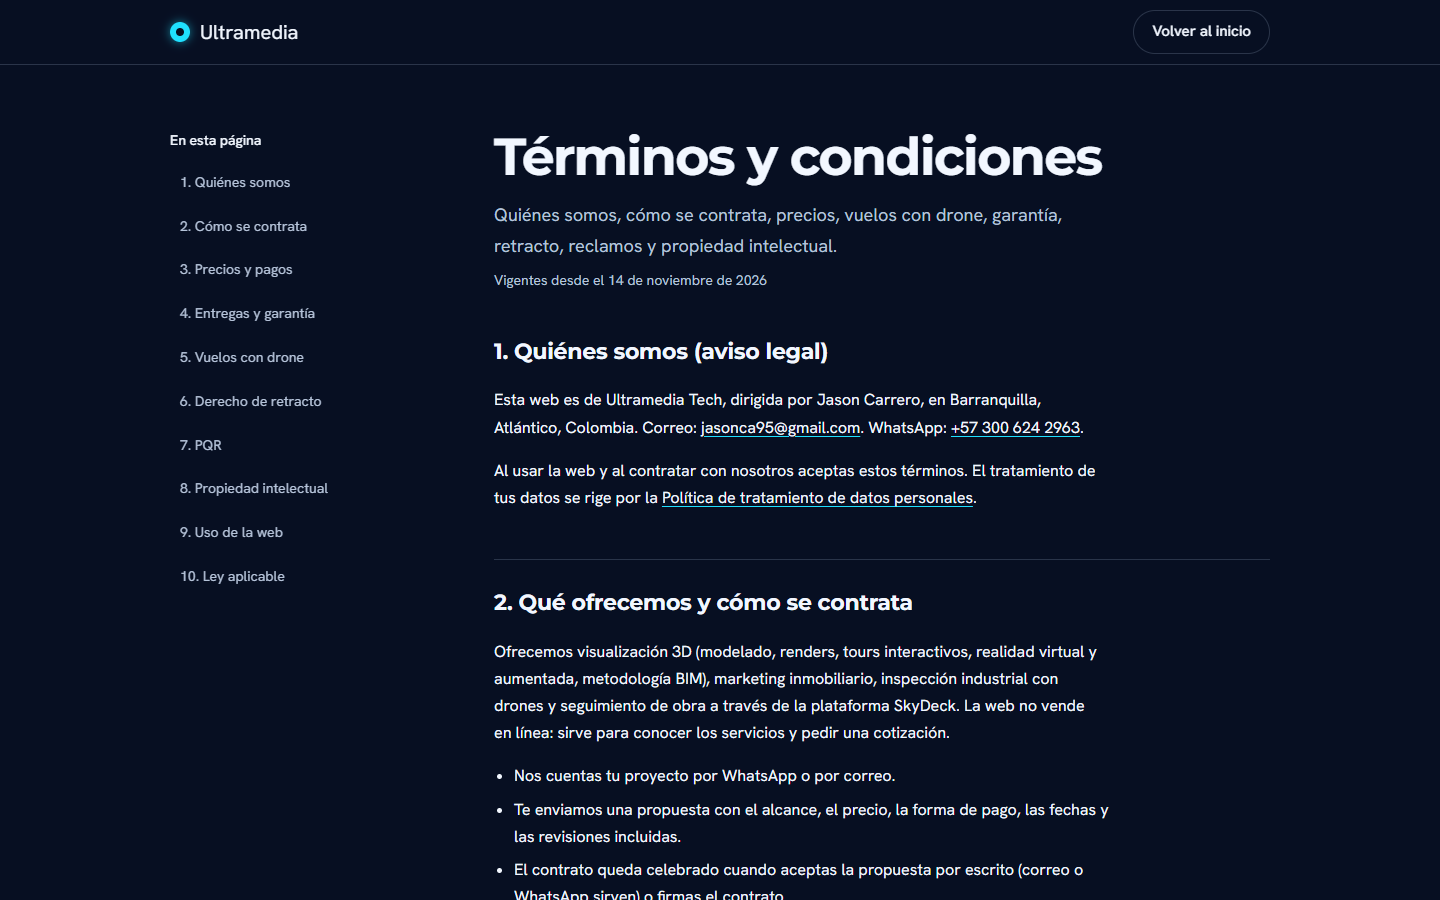 Ultramedia
Volver al inicio
En esta página
1. Quiénes somos
2. Cómo se contrata
3. Precios y pagos
4. Entregas y garantía
5. Vuelos con drone
6. Derecho de retracto
7. PQR
8. Propiedad intelectual
9. Uso de la web
10. Ley aplicable
Términos y condiciones
Quiénes somos, cómo se contrata, precios, vuelos con drone, garantía,
retracto, reclamos y propiedad intelectual.
Vigentes desde el 14 de noviembre de 2026
1. Quiénes somos (aviso legal)
Esta web es de Ultramedia Tech, dirigida por Jason Carrero, en Barranquilla,
Atlántico, Colombia. Correo: jasonca95@gmail.com. WhatsApp: +57 300 624 2963.
Al usar la web y al contratar con nosotros aceptas estos términos. El tratamiento de
tus datos se rige por la Política de tratamiento de datos personales.
2. Qué ofrecemos y cómo se contrata
Ofrecemos visualización 3D (modelado, renders, tours interactivos, realidad virtual y
aumentada, metodología BIM), marketing inmobiliario, inspección industrial con
drones y seguimiento de obra a través de la plataforma SkyDeck. La web no vende
en línea: sirve para conocer los servicios y pedir una cotización.
• Nos cuentas tu proyecto por WhatsApp o por correo.
• Te enviamos una propuesta con el alcance, el precio, la forma de pago, las fechas y
las revisiones incluidas.
• El contrato queda celebrado cuando aceptas la propuesta por escrito (correo o
WhatsApp sirven) o firmas el contrato.